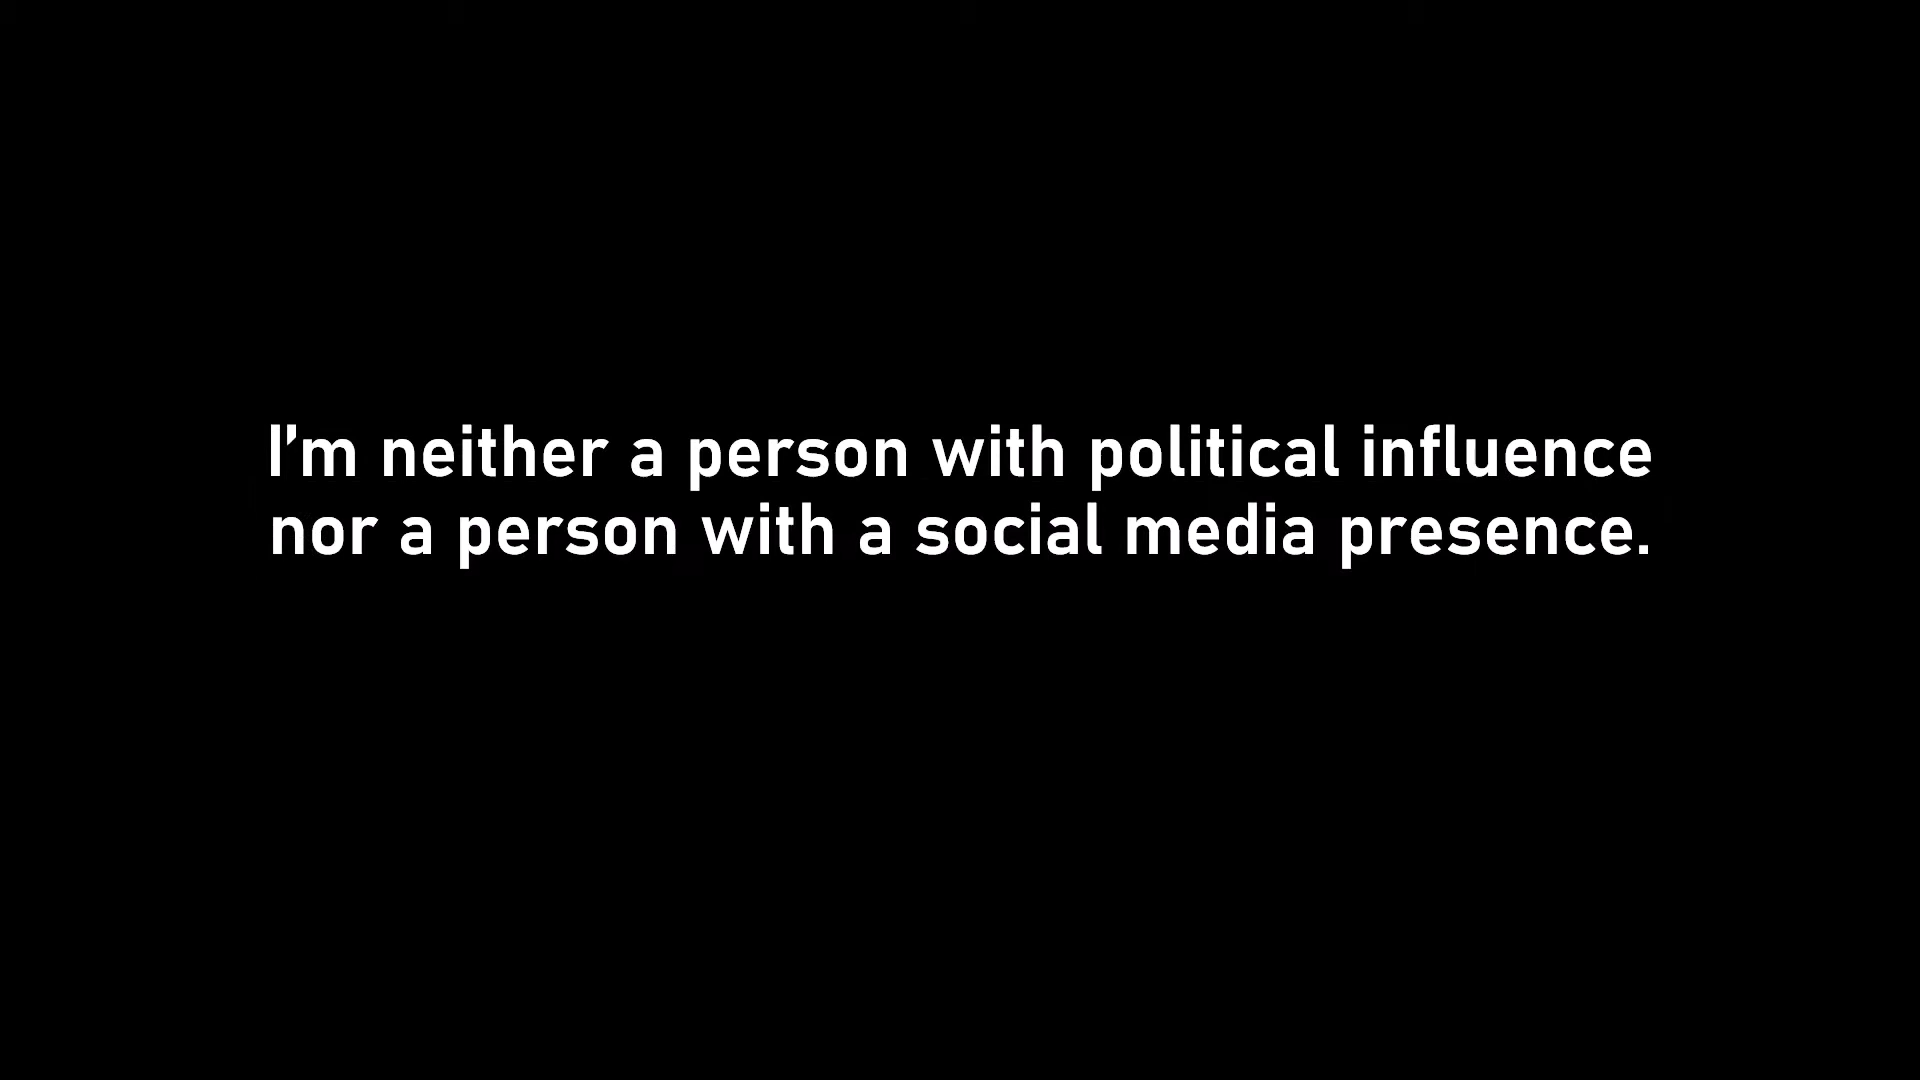 I’m neither a person with political influence
nor a person with a social media presence.